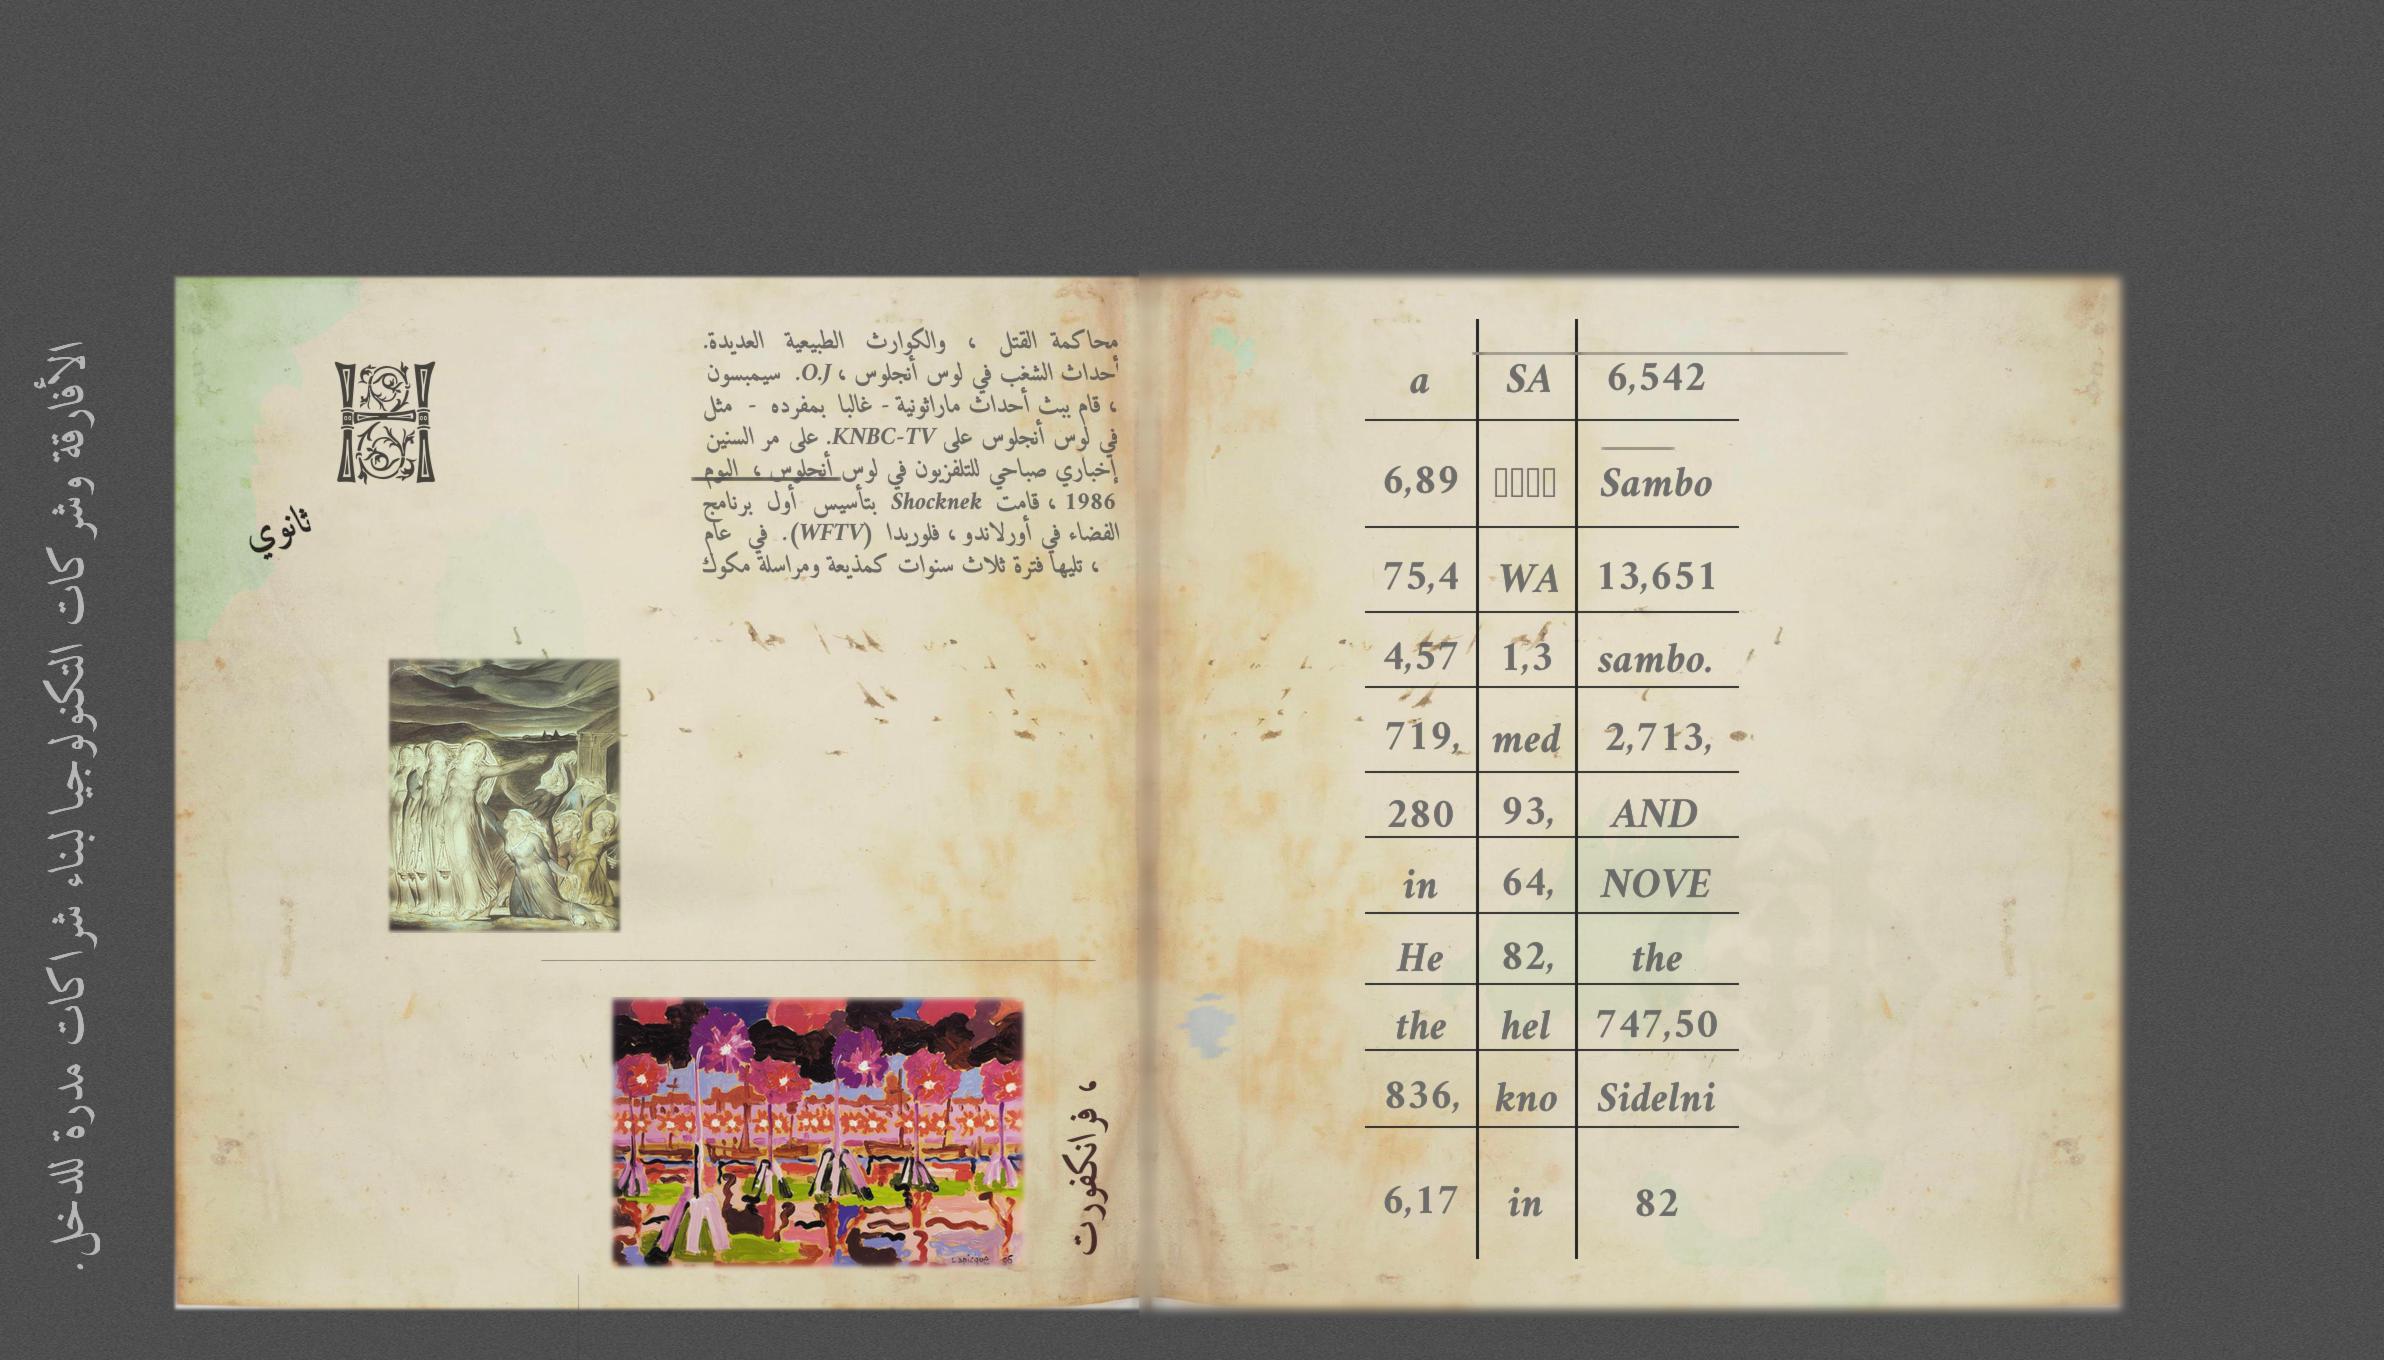 الأفارقة وشركات التكنولوجيا لبناء شراكات مدرة للدخل.
H
ثانوي
محاكمة القتل ، والكوارث الطبيعية العديدة.
أحداث الشغب في لوس أنجلوس ، O.J. سيمبسون
، قام ببث أحداث ماراثونية - غالبا بمفرده - مثل
في لوس أنجلوس على KNBC-TV. على مر السنين
إخباري صباحي للتلفزيون في لوس أنجلوس ، اليوم
1986 ، قامت Shocknek بتأسيس أول برنامج
الفضاء في أورلاندو ، فلوريدا (WFTV). في عام
، تليها فترة ثلاث سنوات كمذيعة ومراسلة مكوك
Lapicque
، فرانكفورت
a SA 6,542
6,89 Sambo
75,4 WA 13,651
4,57 1,3 sambo.
719, med 2,713,
280 93, AND
in 64, NOVE
He 82, the
the hel 747,50
836, kno Sidelni
6,17 in 82